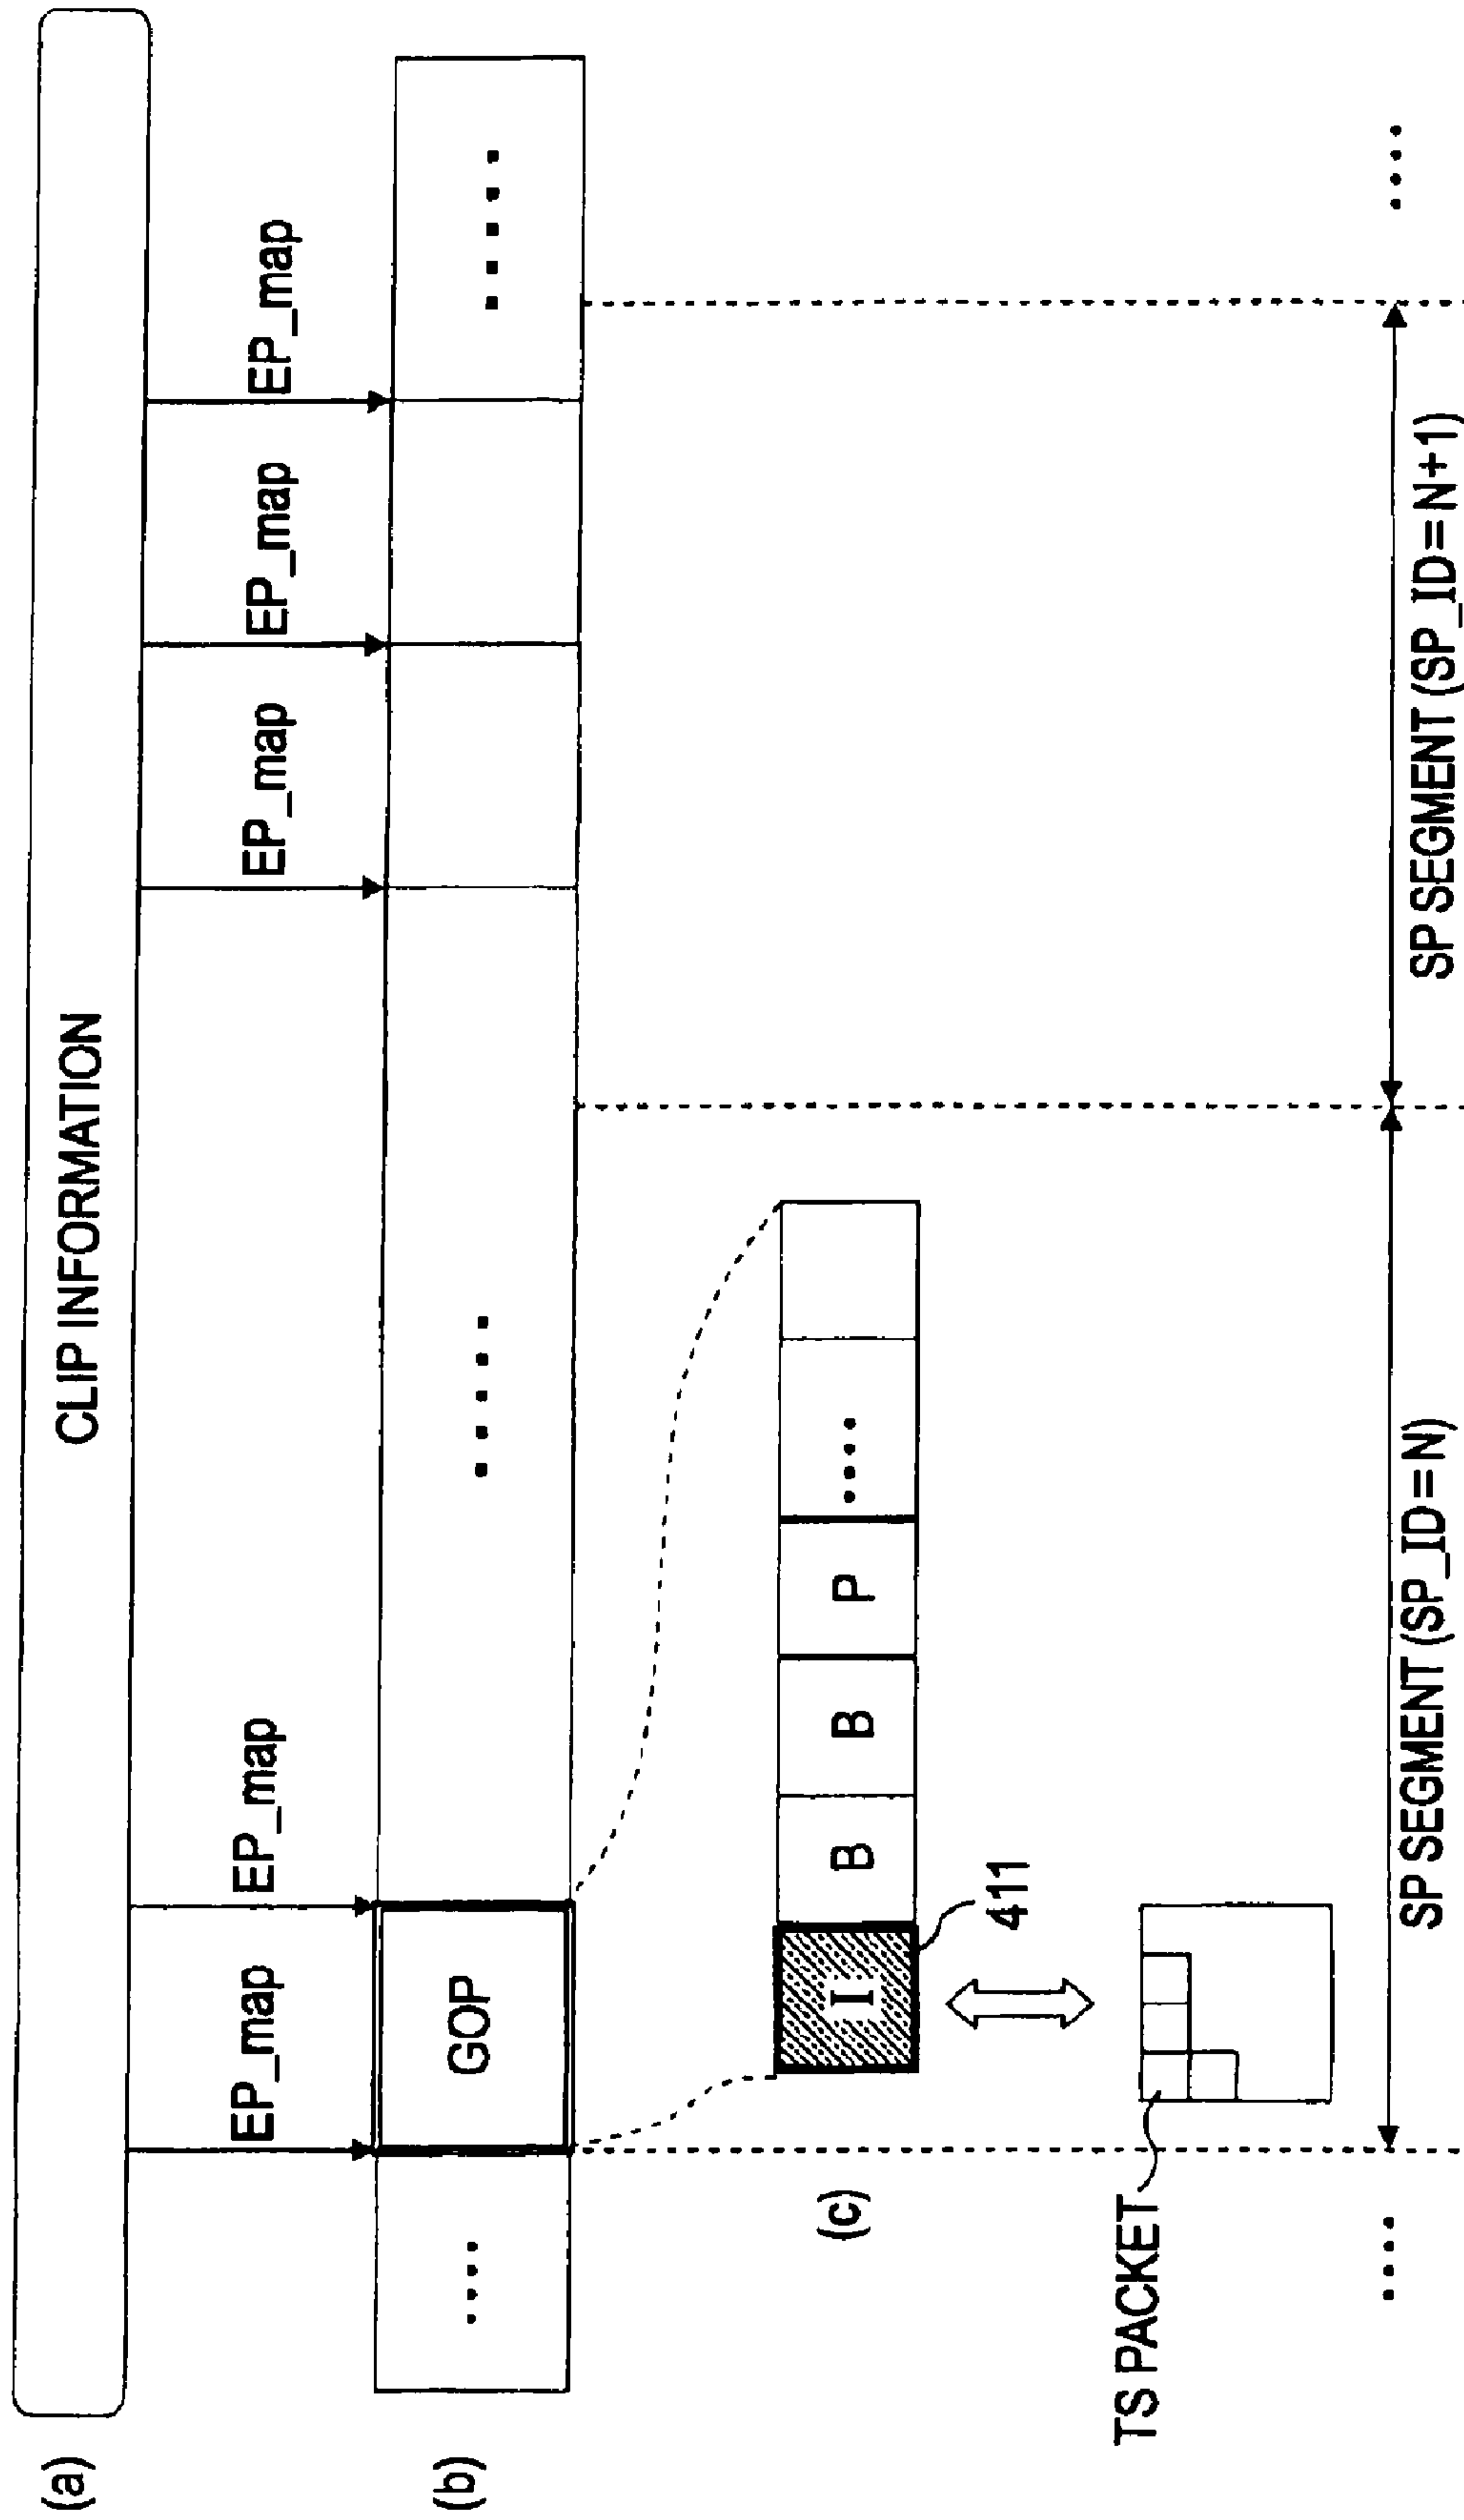 (a)
CLIP INFORMATION
EP_map
EP_map
EP_map
EP_map
EP_map
(b)
....
GOP
.....
.....
(c)
I
B
B
P
....
411
TS PACKET
....
SP SEGMENT (SP_ID=N)
SP SEGMENT (SP_ID=N+1)
....